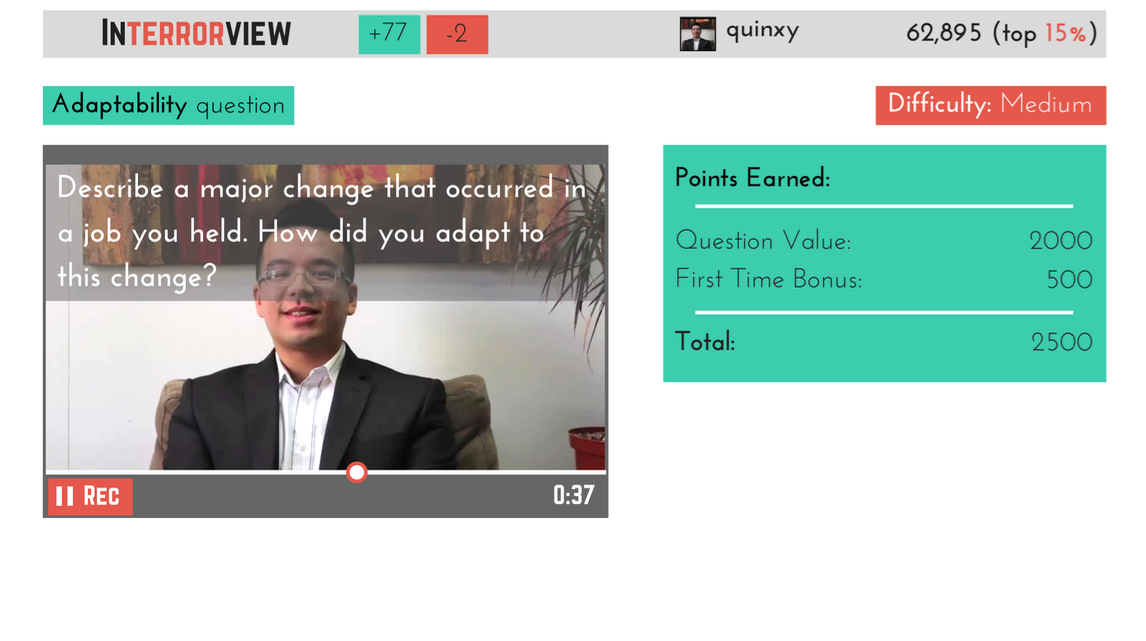 INTERRORVIEW +77 -2 quinxy 62,895 (top 15%)
Adaptability question
Difficulty: Medium
Describe a major change that occurred in
a job you held. How did you adapt to
this change?
REC 0:37
Points Earned:
Question Value: 2000
First Time Bonus: 500
Total: 2500